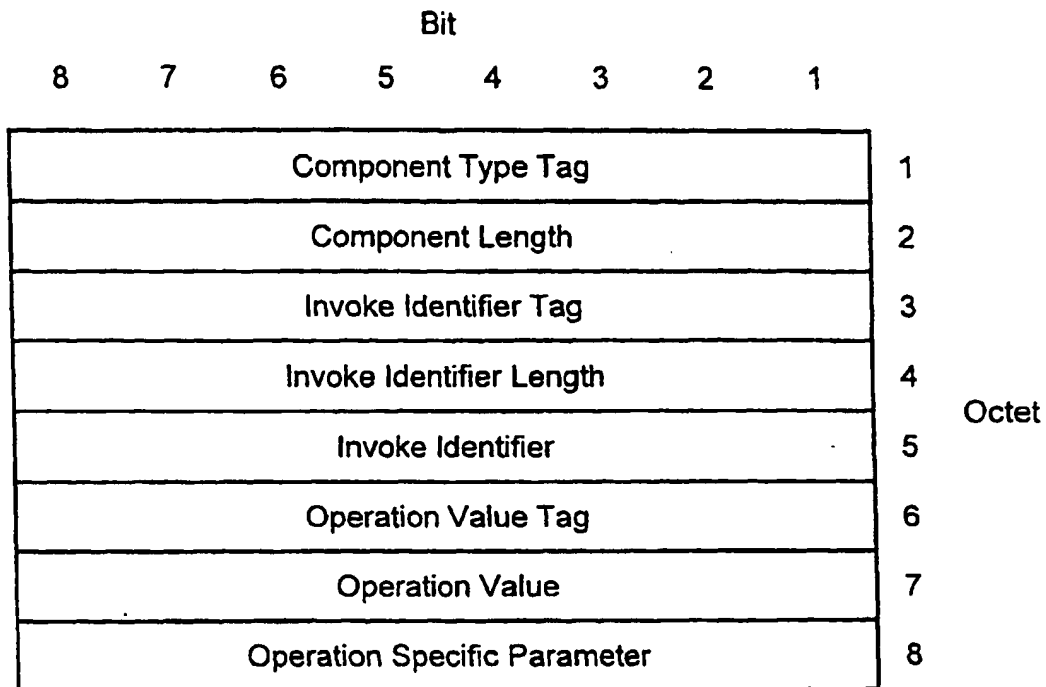 Bit
8 7 6 5 4 3 2 1
Component Type Tag 1
Component Length 2
Invoke Identifier Tag 3
Invoke Identifier Length 4
Octet
Invoke Identifier 5
Operation Value Tag 6
Operation Value 7
Operation Specific Parameter 8